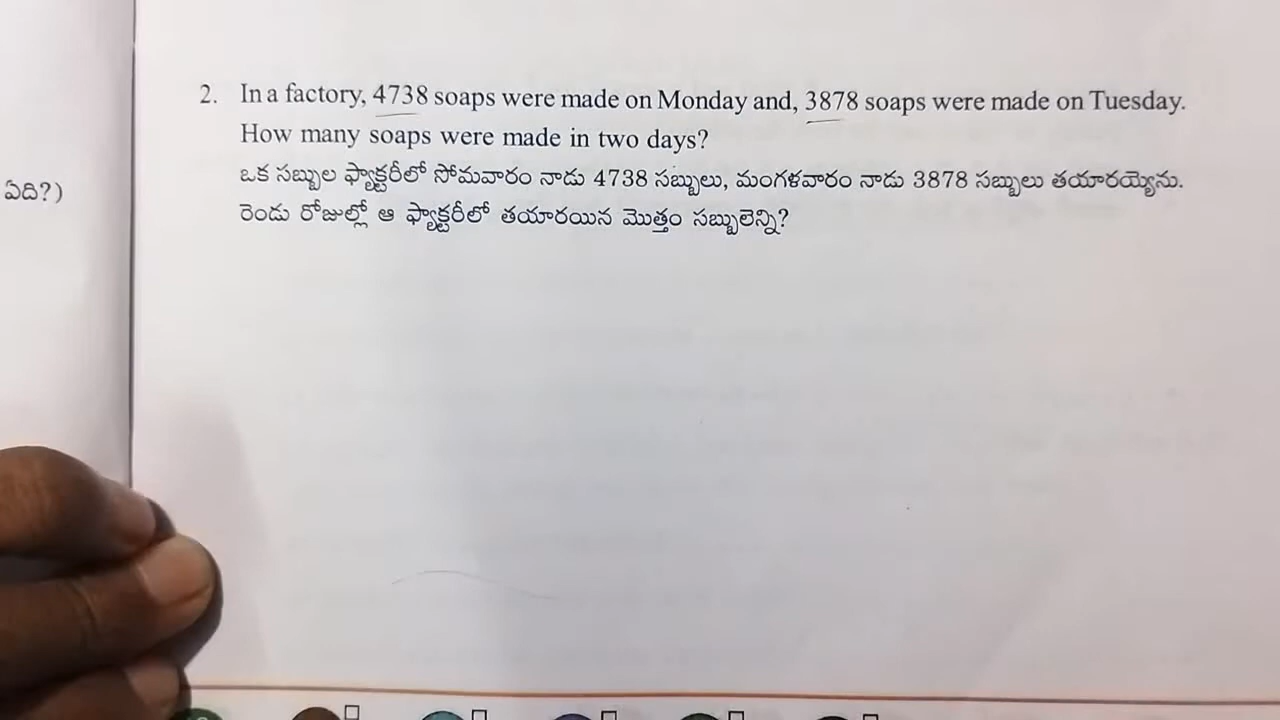 ఏది?)
2. In a factory, 4738 soaps were made on Monday and, 3878 soaps were made on Tuesday.
How many soaps were made in two days?
ఒక సబ్బుల ఫ్యాక్టరీలో సోమవారం నాడు 4738 సబ్బులు, మంగళవారం నాడు 3878 సబ్బులు తయారయ్యెను.
రెండు రోజుల్లో ఆ ఫ్యాక్టరీలో తయారయిన మొత్తం సబ్బులెన్ని?